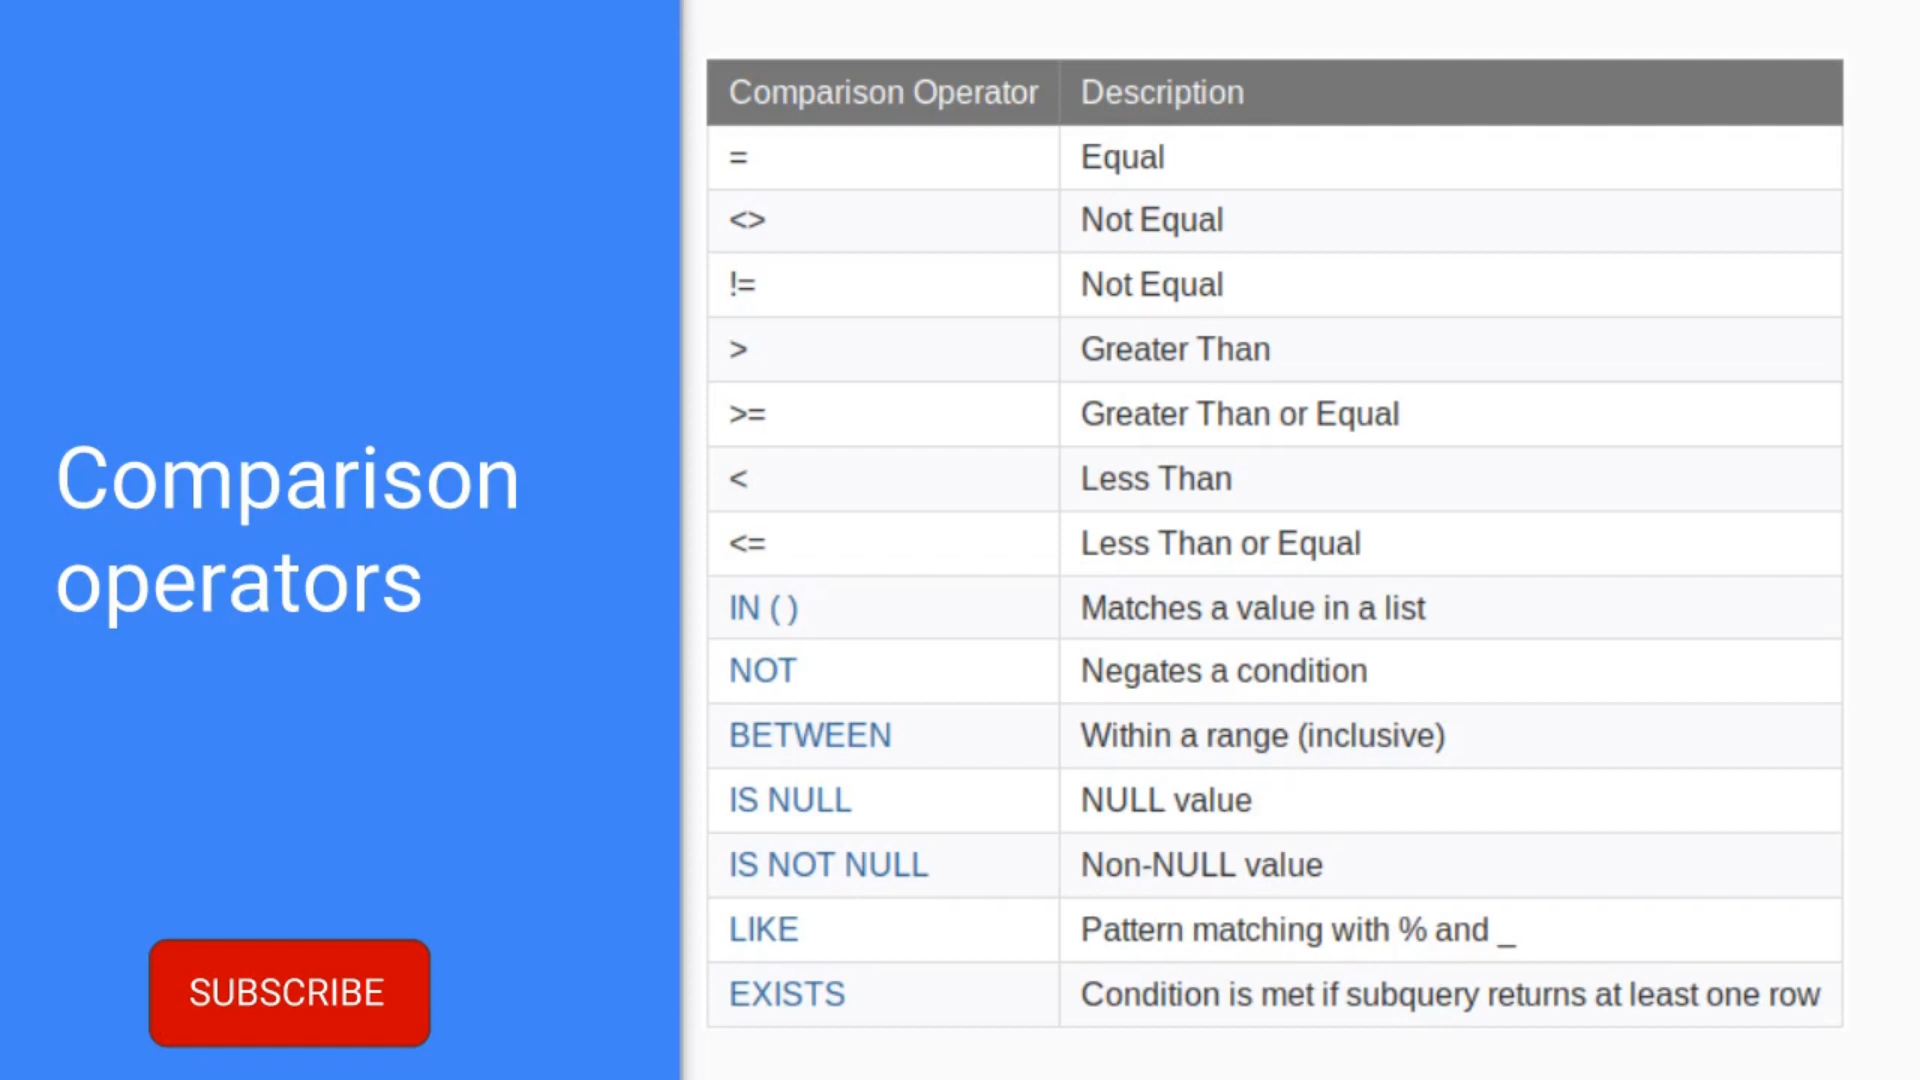 Comparison
operators
SUBSCRIBE
Comparison Operator Description
= Equal
<> Not Equal
!= Not Equal
> Greater Than
>= Greater Than or Equal
< Less Than
<= Less Than or Equal
IN ( ) Matches a value in a list
NOT Negates a condition
BETWEEN Within a range (inclusive)
IS NULL NULL value
IS NOT NULL Non-NULL value
LIKE Pattern matching with % and _
EXISTS Condition is met if subquery returns at least one row